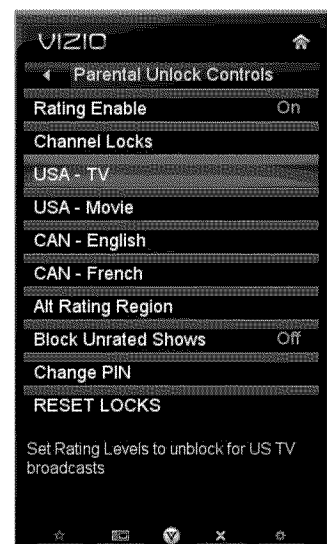 VIZIO
Parental Unlock Controls
Rating Enable On
Channel Locks
USA - TV
USA - Movie
CAN - English
CAN - French
Alt Rating Region
Block Unrated Shows Off
Change PIN
RESET LOCKS
Set Rating Levels to unblock for US TV
broadcasts